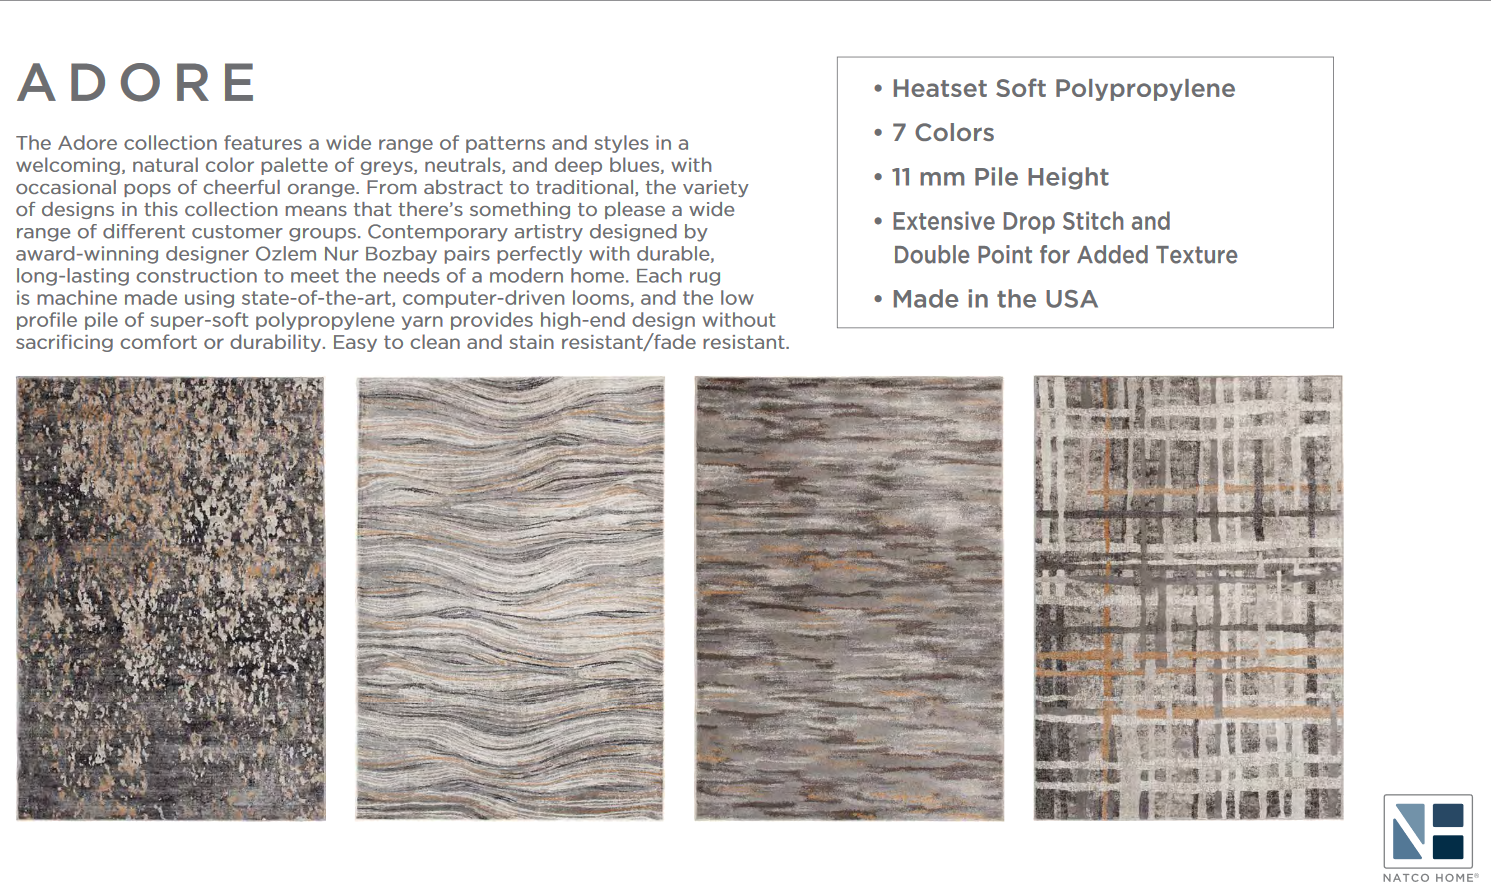 ADORE
The Adore collection features a wide range of patterns and styles in a
welcoming, natural color palette of greys, neutrals, and deep blues, with
occasional pops of cheerful orange. From abstract to traditional, the variety
of designs in this collection means that there’s something to please a wide
range of different customer groups. Contemporary artistry designed by
award-winning designer Ozlem Nur Bozbay pairs perfectly with durable,
long-lasting construction to meet the needs of a modern home. Each rug
is machine made using state-of-the-art, computer-driven looms, and the low
profile pile of super-soft polypropylene yarn provides high-end design without
sacrificing comfort or durability. Easy to clean and stain resistant/fade resistant.
• Heatset Soft Polypropylene
• 7 Colors
• 11 mm Pile Height
• Extensive Drop Stitch and
Double Point for Added Texture
• Made in the USA
NH
NATCO HOME®